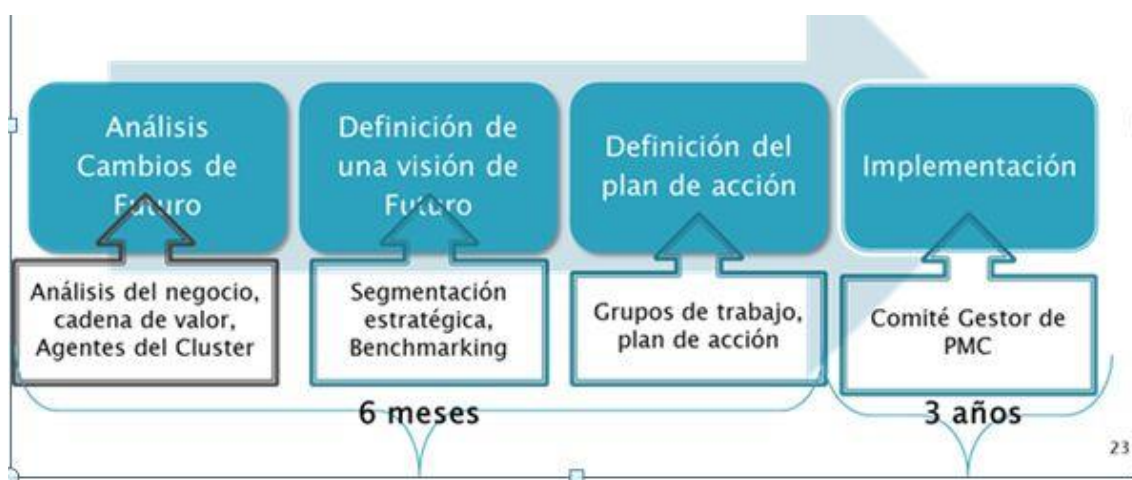 Análisis
Cambios de
Futuro
Definición de
una visión de
Futuro
Definición del
plan de acción
Implementación
Análisis del negocio,
cadena de valor,
Agentes del Cluster
Segmentación
estratégica,
Benchmarking
Grupos de trabajo,
plan de acción
Comité Gestor de
PMC
6 meses
3 años
23